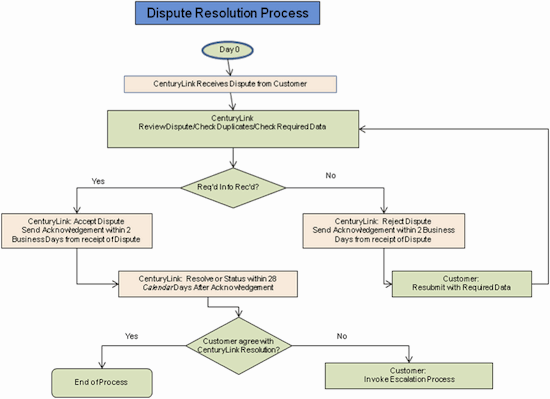 Dispute Resolution Process
Day 0
CenturyLink Receives Dispute from Customer
CenturyLink
Review Dispute/Check Duplicates/Check Required Data
Req'd Info Rec'd?
Yes
No
CenturyLink: Accept Dispute
Send Acknowledgement within 2
Business Days from receipt of Dispute
CenturyLink: Reject Dispute
Send Acknowledgement within 2 Business
Days from receipt of Dispute
CenturyLink: Resolve or Status within 28
Calendar Days After Acknowledgement
Customer:
Resubmit with Required Data
Customer agree with
CenturyLink Resolution?
Yes
No
End of Process
Customer:
Invoke Escalation Process